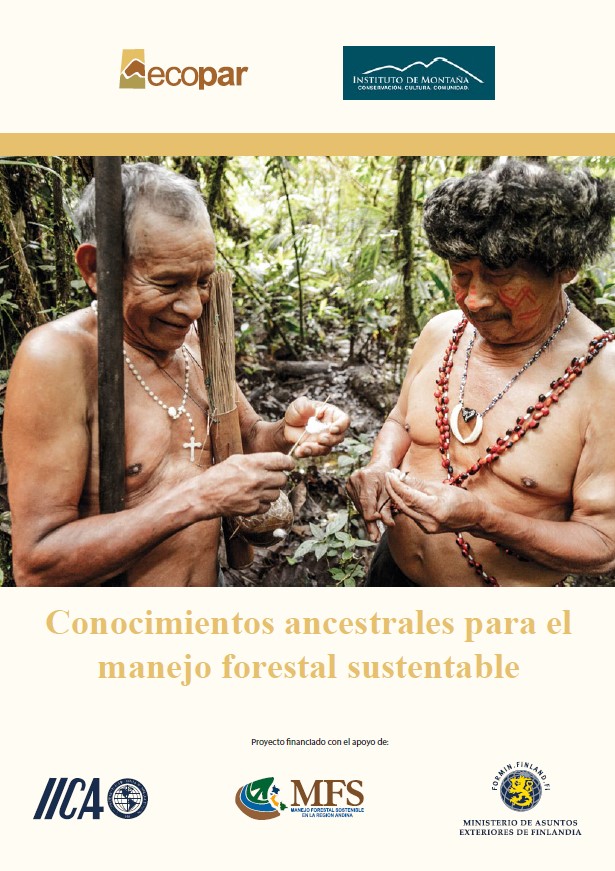 ecopar
INSTITUTO DE MONTAÑA
CONSERVACIÓN. CULTURA. COMUNIDAD.
Conocimientos ancestrales para el
manejo forestal sustentable
Proyecto financiado con el apoyo de:
IICA
MFS
MANEJO FORESTAL SOSTENIBLE
EN LA REGION ANDINA
FORMIN.FINLAND.FI
MINISTERIO DE ASUNTOS
EXTERIORES DE FINLANDIA